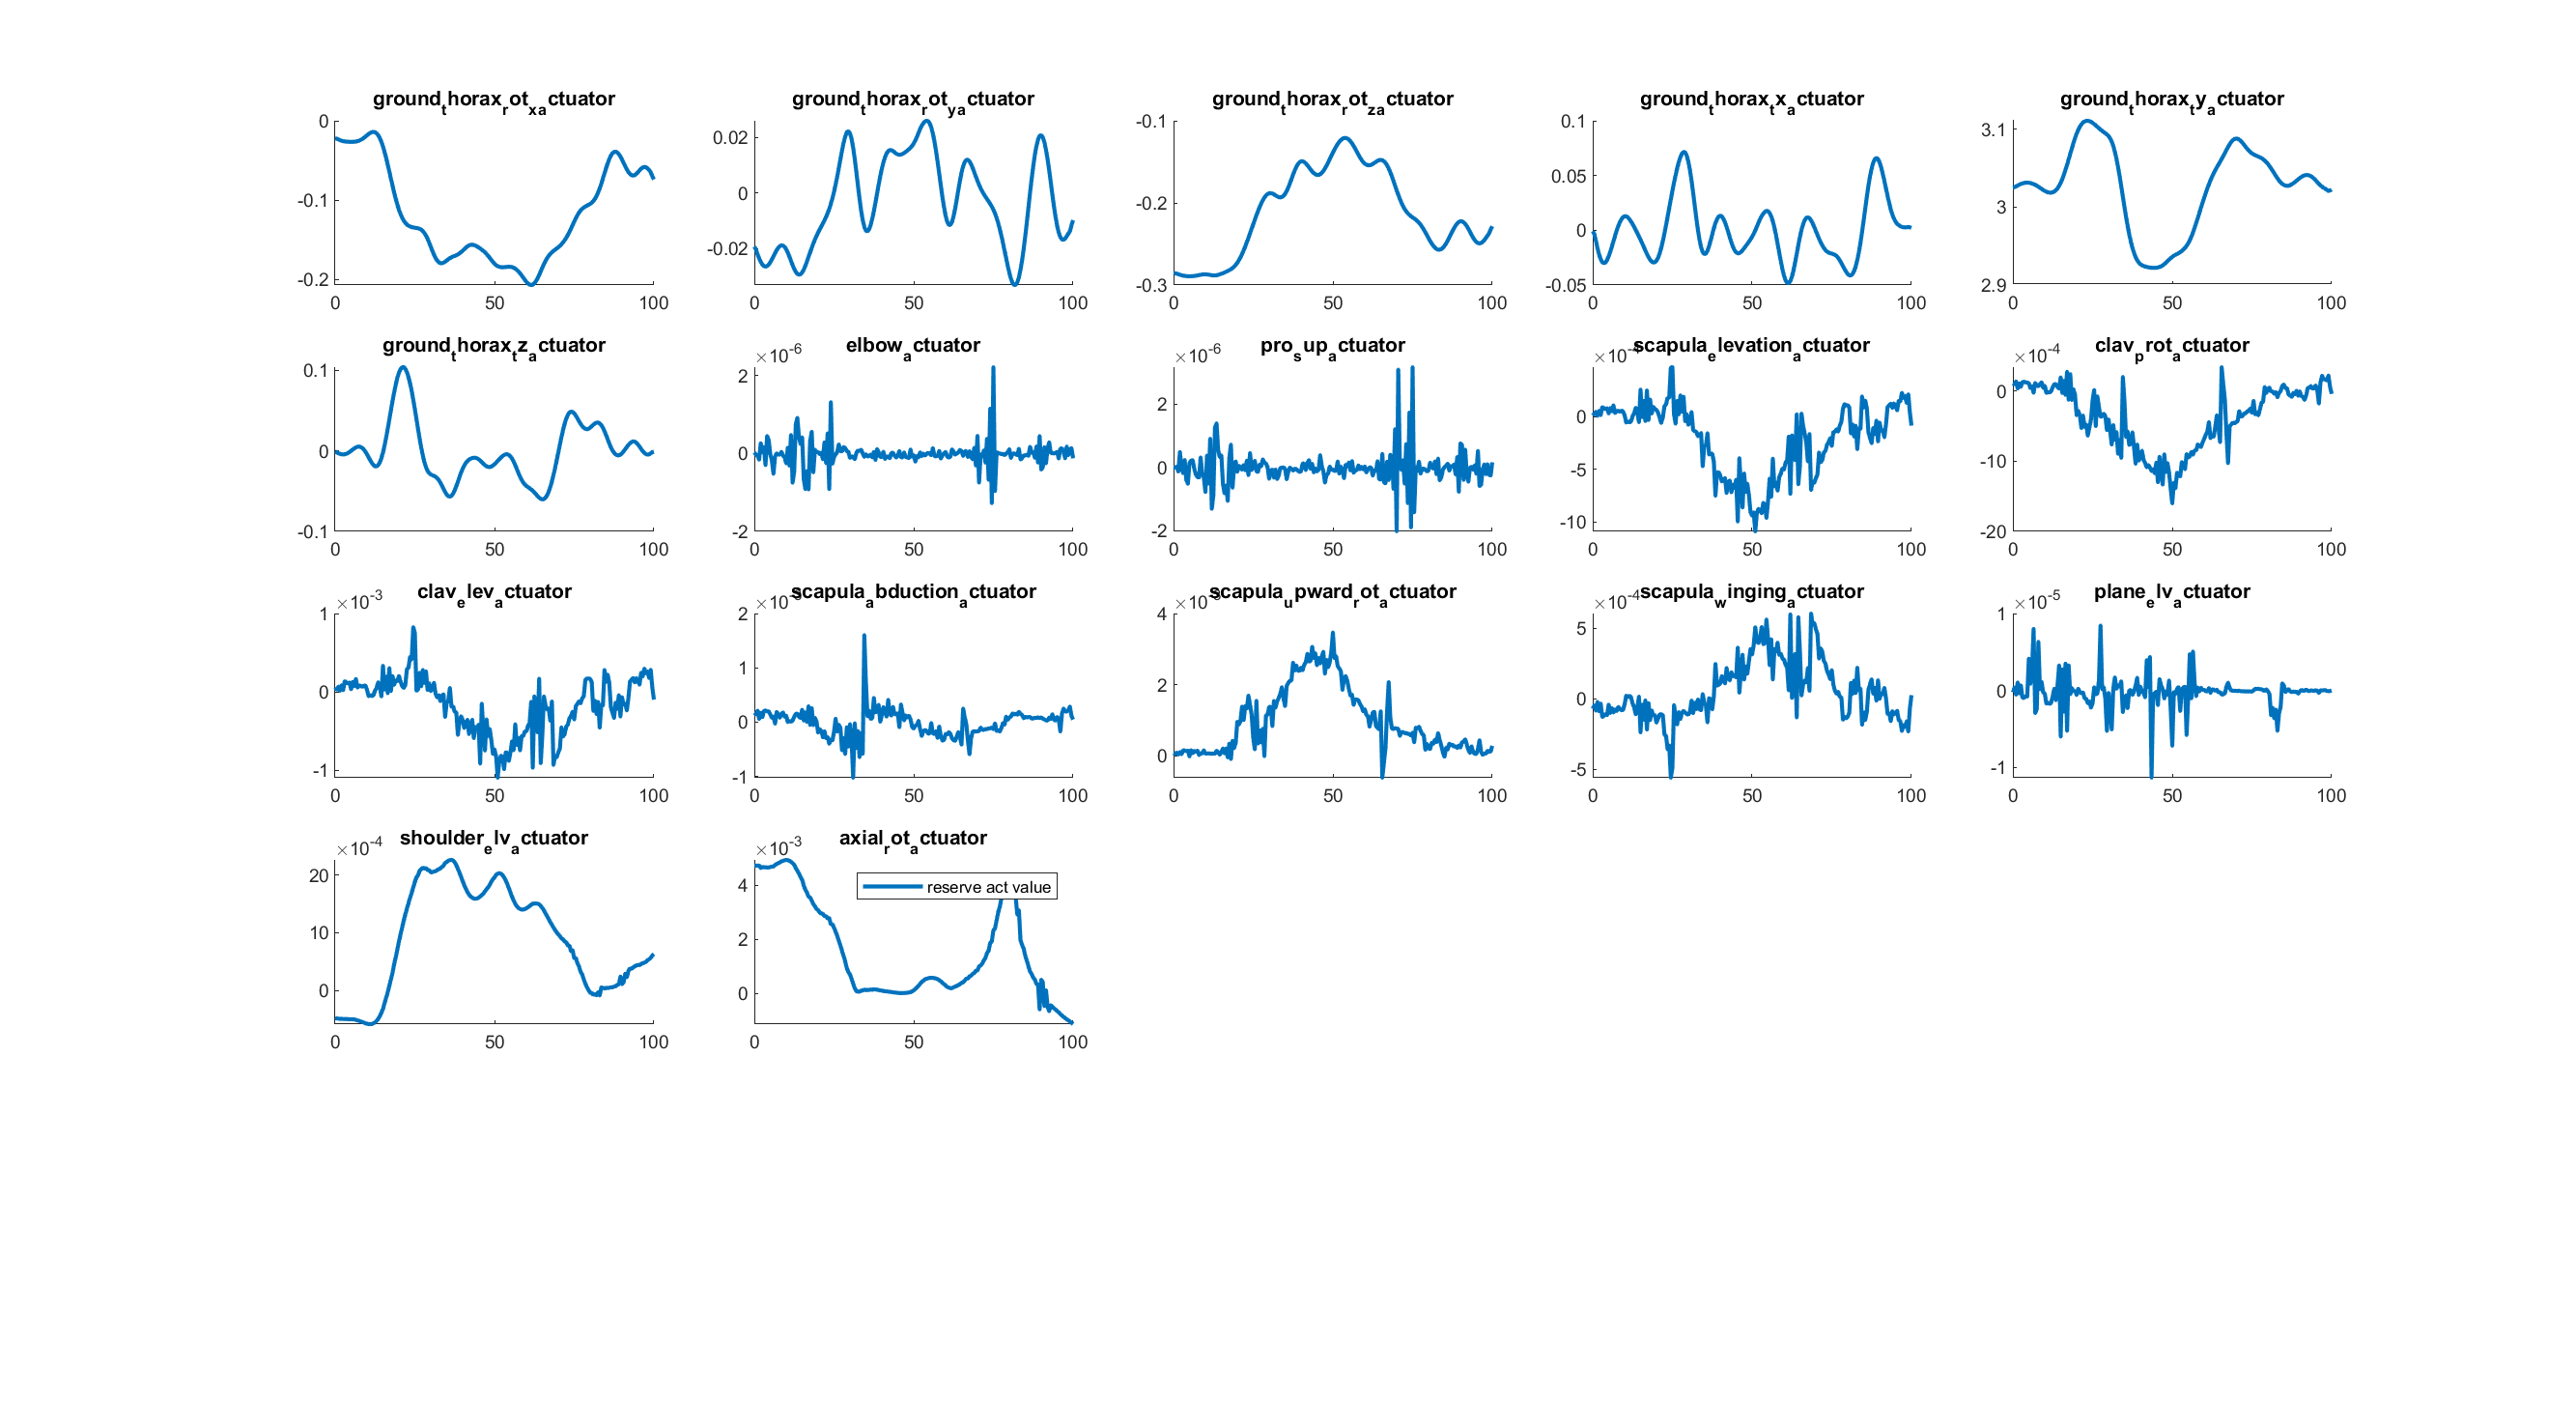 ground_thorax_rot_x_actuator
0
-0.1
-0.2
0 50 100
ground_thorax_rot_y_actuator
0.02
0
-0.02
0 50 100
ground_thorax_rot_z_actuator
-0.1
-0.2
-0.3
0 50 100
ground_thorax_tx_actuator
0.1
0.05
0
-0.05
0 50 100
ground_thorax_ty_actuator
3.1
3
2.9
0 50 100
ground_thorax_tz_actuator
0.1
0
-0.1
0 50 100
elbow_actuator
×10-6
2
0
-2
0 50 100
pro_sup_actuator
×10-6
2
0
-2
0 50 100
scapula_elevation_actuator
0
-5
-10
0 50 100
clav_prot_actuator
×10-4
0
-10
-20
0 50 100
clav_elev_actuator
×10-3
1
0
-1
0 50 100
scapula_abduction_actuator
2
1
0
-1
0 50 100
scapula_upward_rot_actuator
4
2
0
0 50 100
scapula_winging_actuator
×10-4
5
0
-5
0 50 100
plane_elv_actuator
×10-5
1
0
-1
0 50 100
shoulder_elv_actuator
×10-4
20
10
0
0 50 100
axial_rot_actuator
×10-3
4
2
0
0 50 100
reserve act value